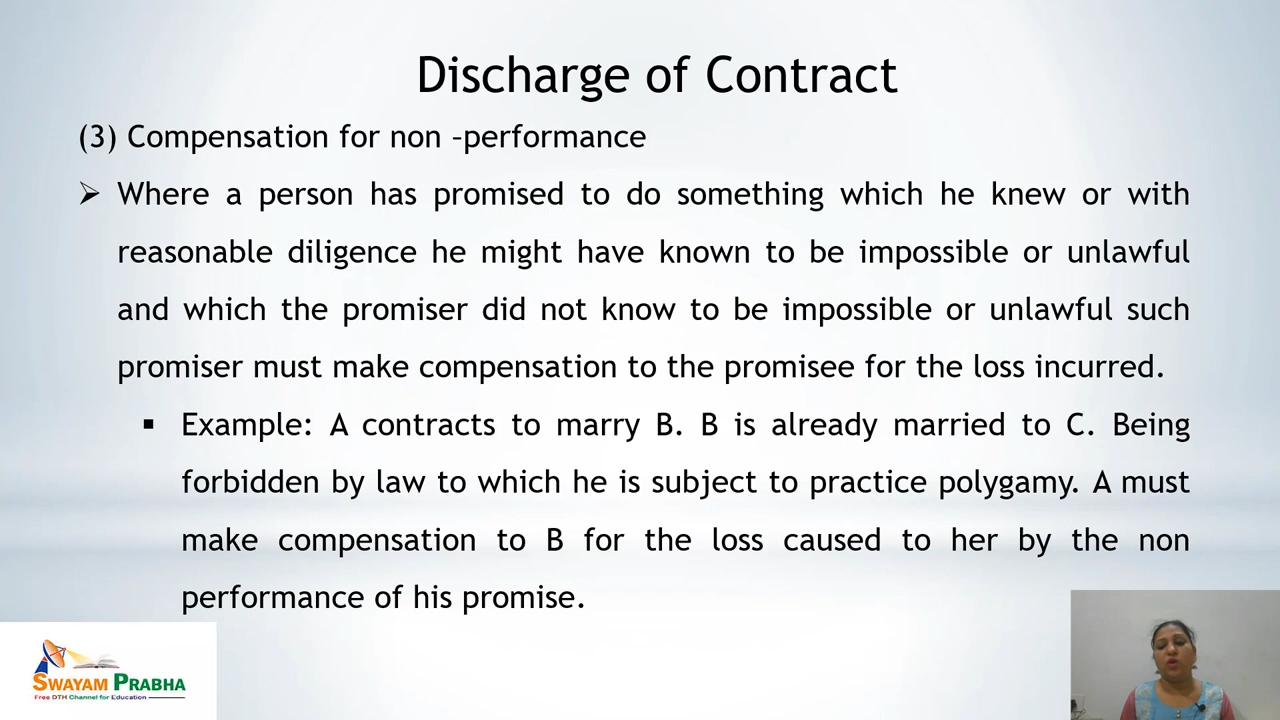 Discharge of Contract
(3) Compensation for non –performance
➢ Where a person has promised to do something which he knew or with
reasonable diligence he might have known to be impossible or unlawful
and which the promiser did not know to be impossible or unlawful such
promiser must make compensation to the promisee for the loss incurred.
▪ Example: A contracts to marry B. B is already married to C. Being
forbidden by law to which he is subject to practice polygamy. A must
make compensation to B for the loss caused to her by the non
performance of his promise.
SWAYAM PRABHA
Free DTH Channel for Education